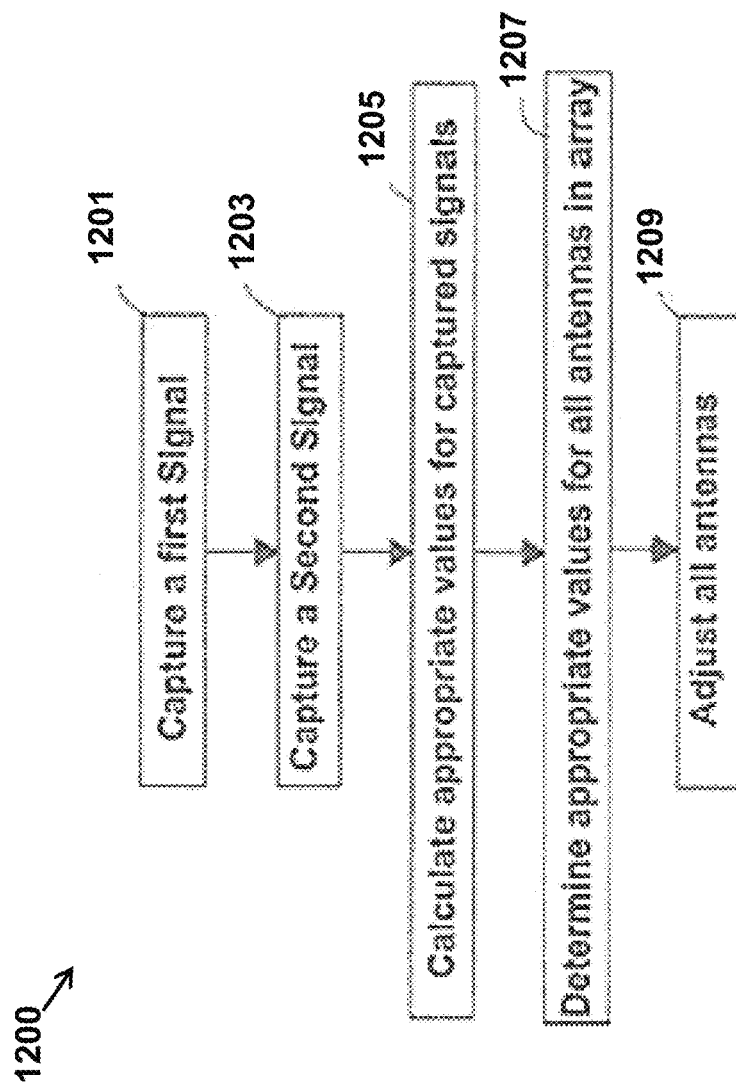 1200
Capture a first Signal
1201
Capture a Second Signal
1203
Calculate appropriate values for captured signals
1205
Determine appropriate values for all antennas in array
1207
Adjust all antennas
1209